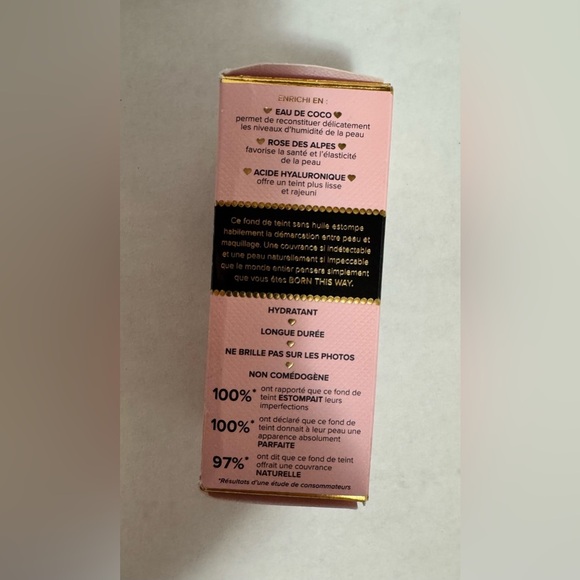 ENRICHI EN :
EAU DE COCO
permet de reconstituer délicatement
les niveaux d'humidité de la peau
ROSE DES ALPES
favorise la santé et l'élasticité
de la peau
ACIDE HYALURONIQUE
offre un teint plus lisse
et rajeuni
Ce fond de teint sans huile estompe
habilement la démarcation entre peau et
maquillage. Une couvrance si indétectable
et une peau naturellement si impeccable
que le monde entier pensera simplement
que vous êtes BORN THIS WAY.
HYDRATANT
LONGUE DURÉE
NE BRILLE PAS SUR LES PHOTOS
NON COMÉDOGÈNE
100%* ont rapporté que ce fond de
teint ESTOMPAIT leurs
imperfections
100%* ont déclaré que ce fond de
teint donnait à leur peau une
apparence absolument
PARFAITE
97%* ont dit que ce fond de teint
offrait une couvrance
NATURELLE
*Résultats d'une étude de consommateurs